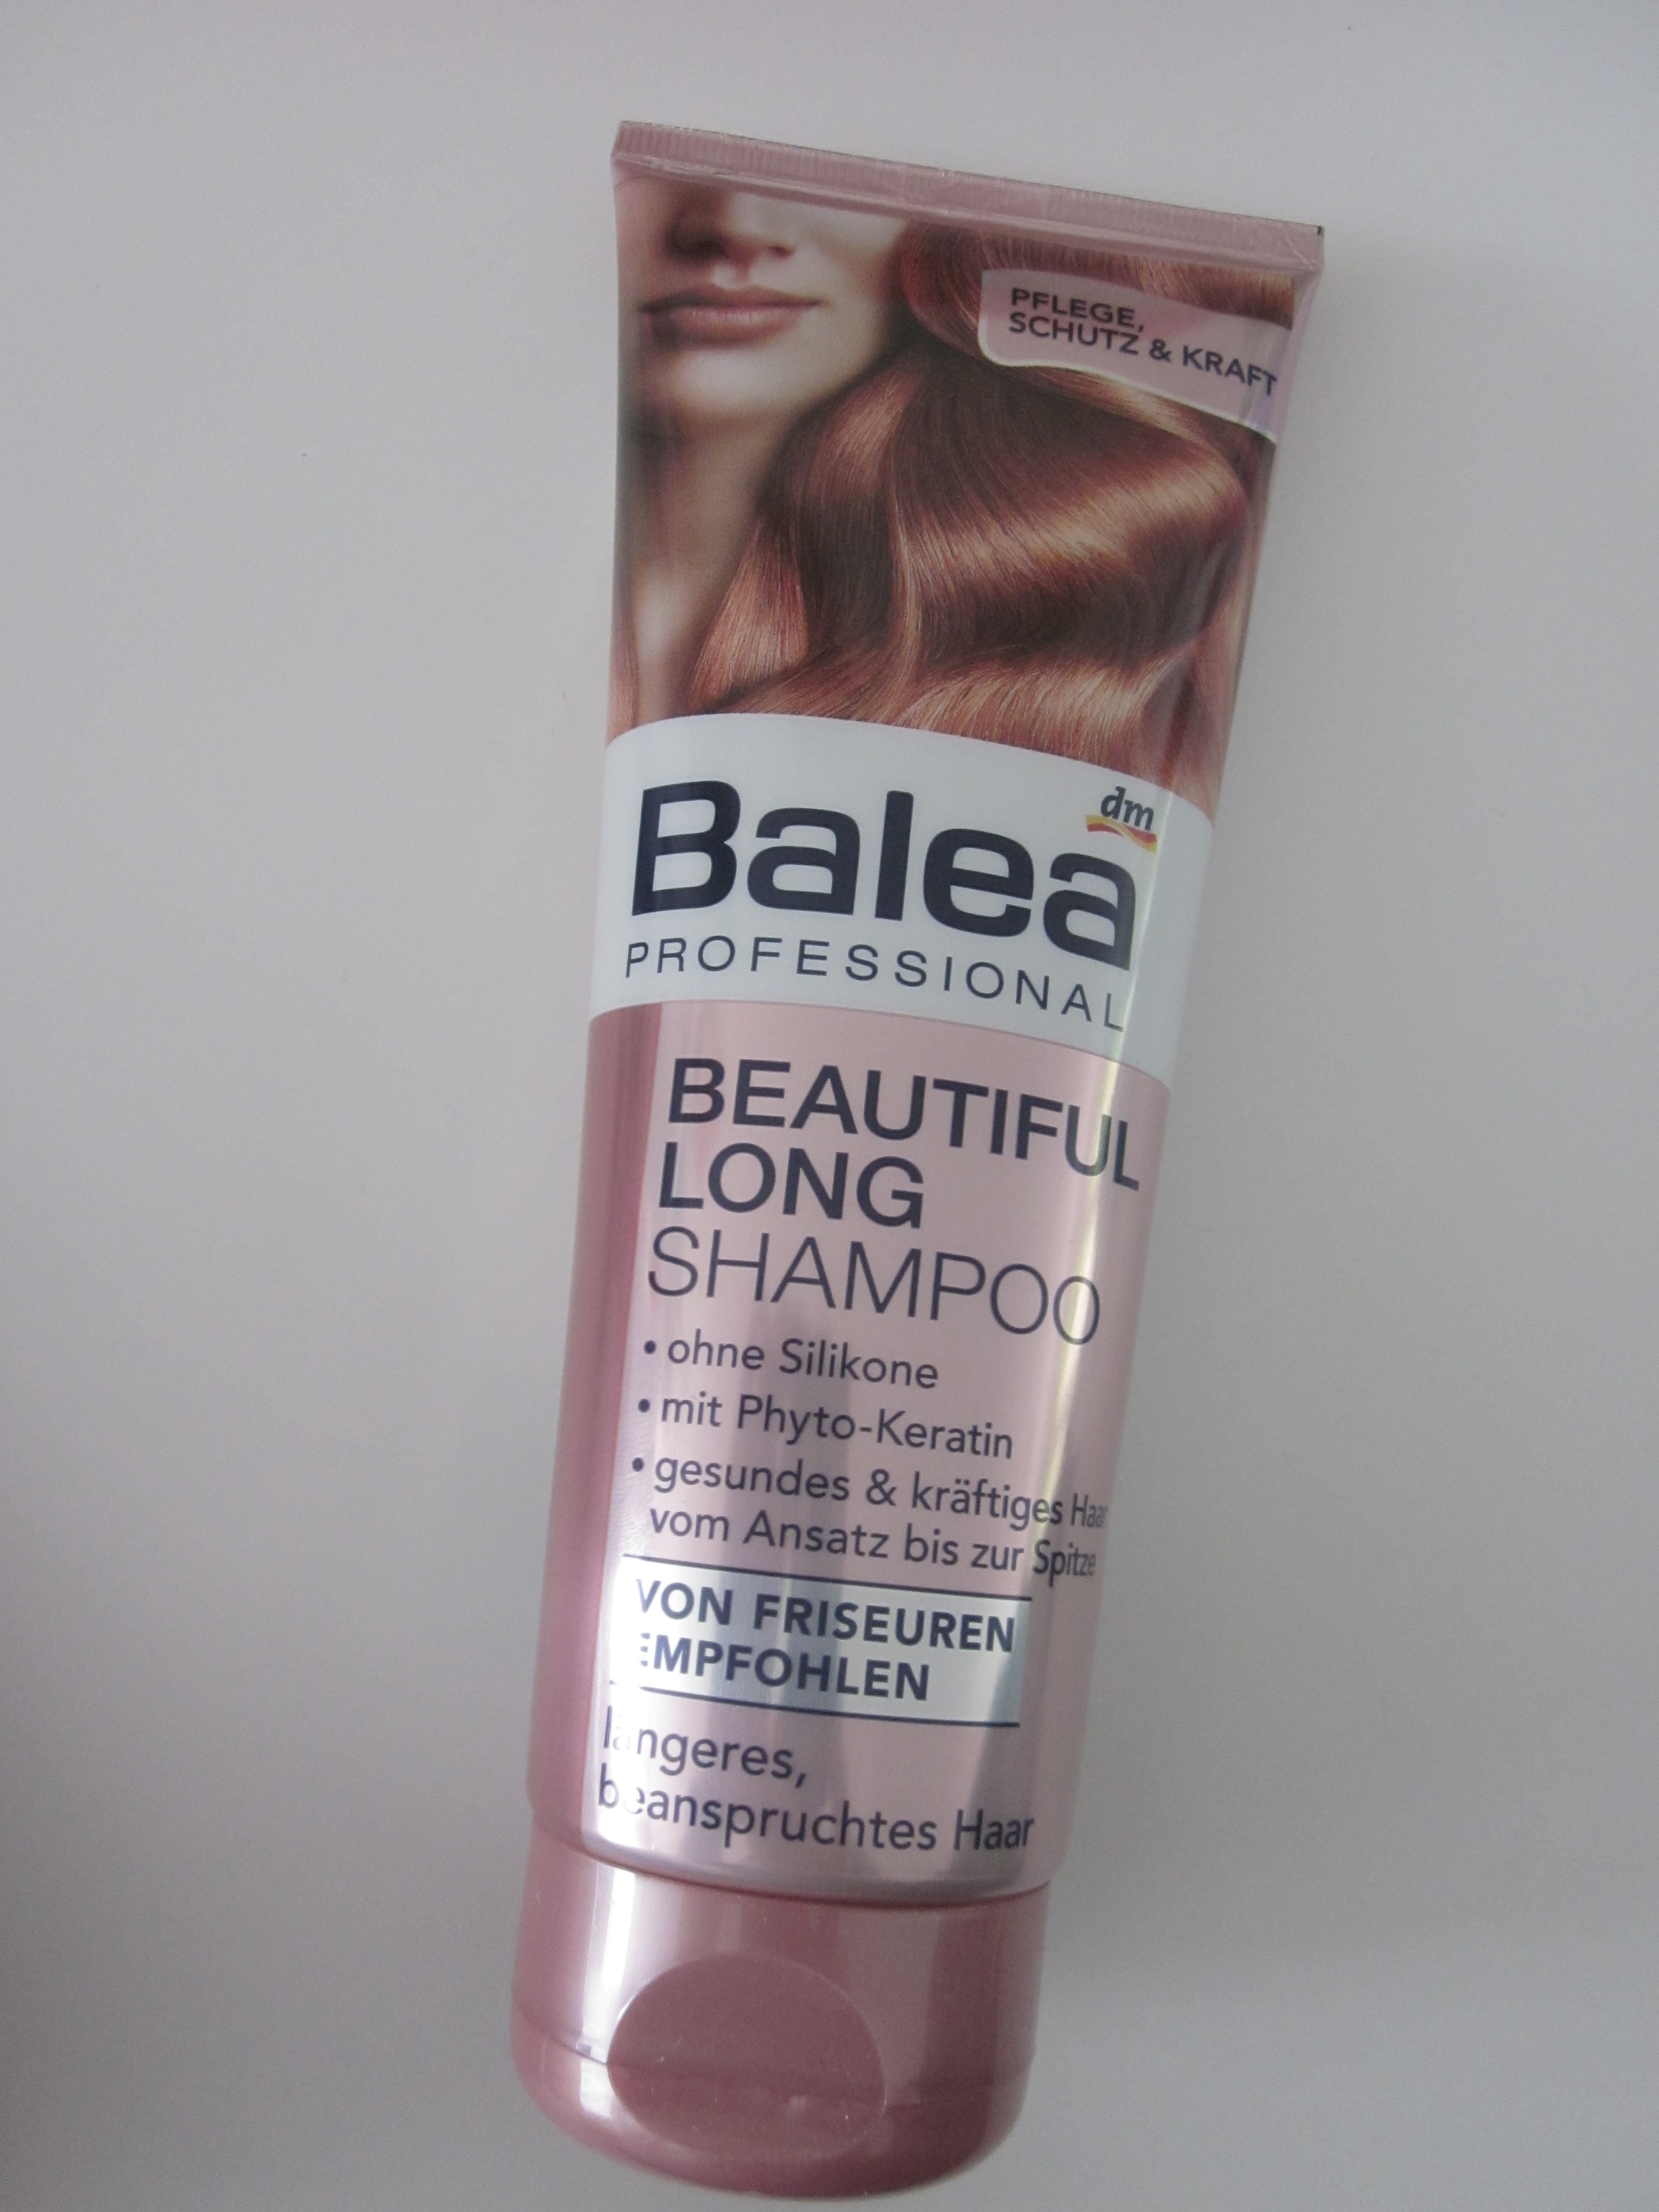 PFLEGE,
SCHUTZ & KRAFT
dm
Balea
PROFESSIONAL
BEAUTIFUL
LONG
SHAMPOO
• ohne Silikone
• mit Phyto-Keratin
• gesundes & kräftiges Haar
vom Ansatz bis zur Spitze
VON FRISEUREN
EMPFOHLEN
längeres,
beanspruchtes Haar